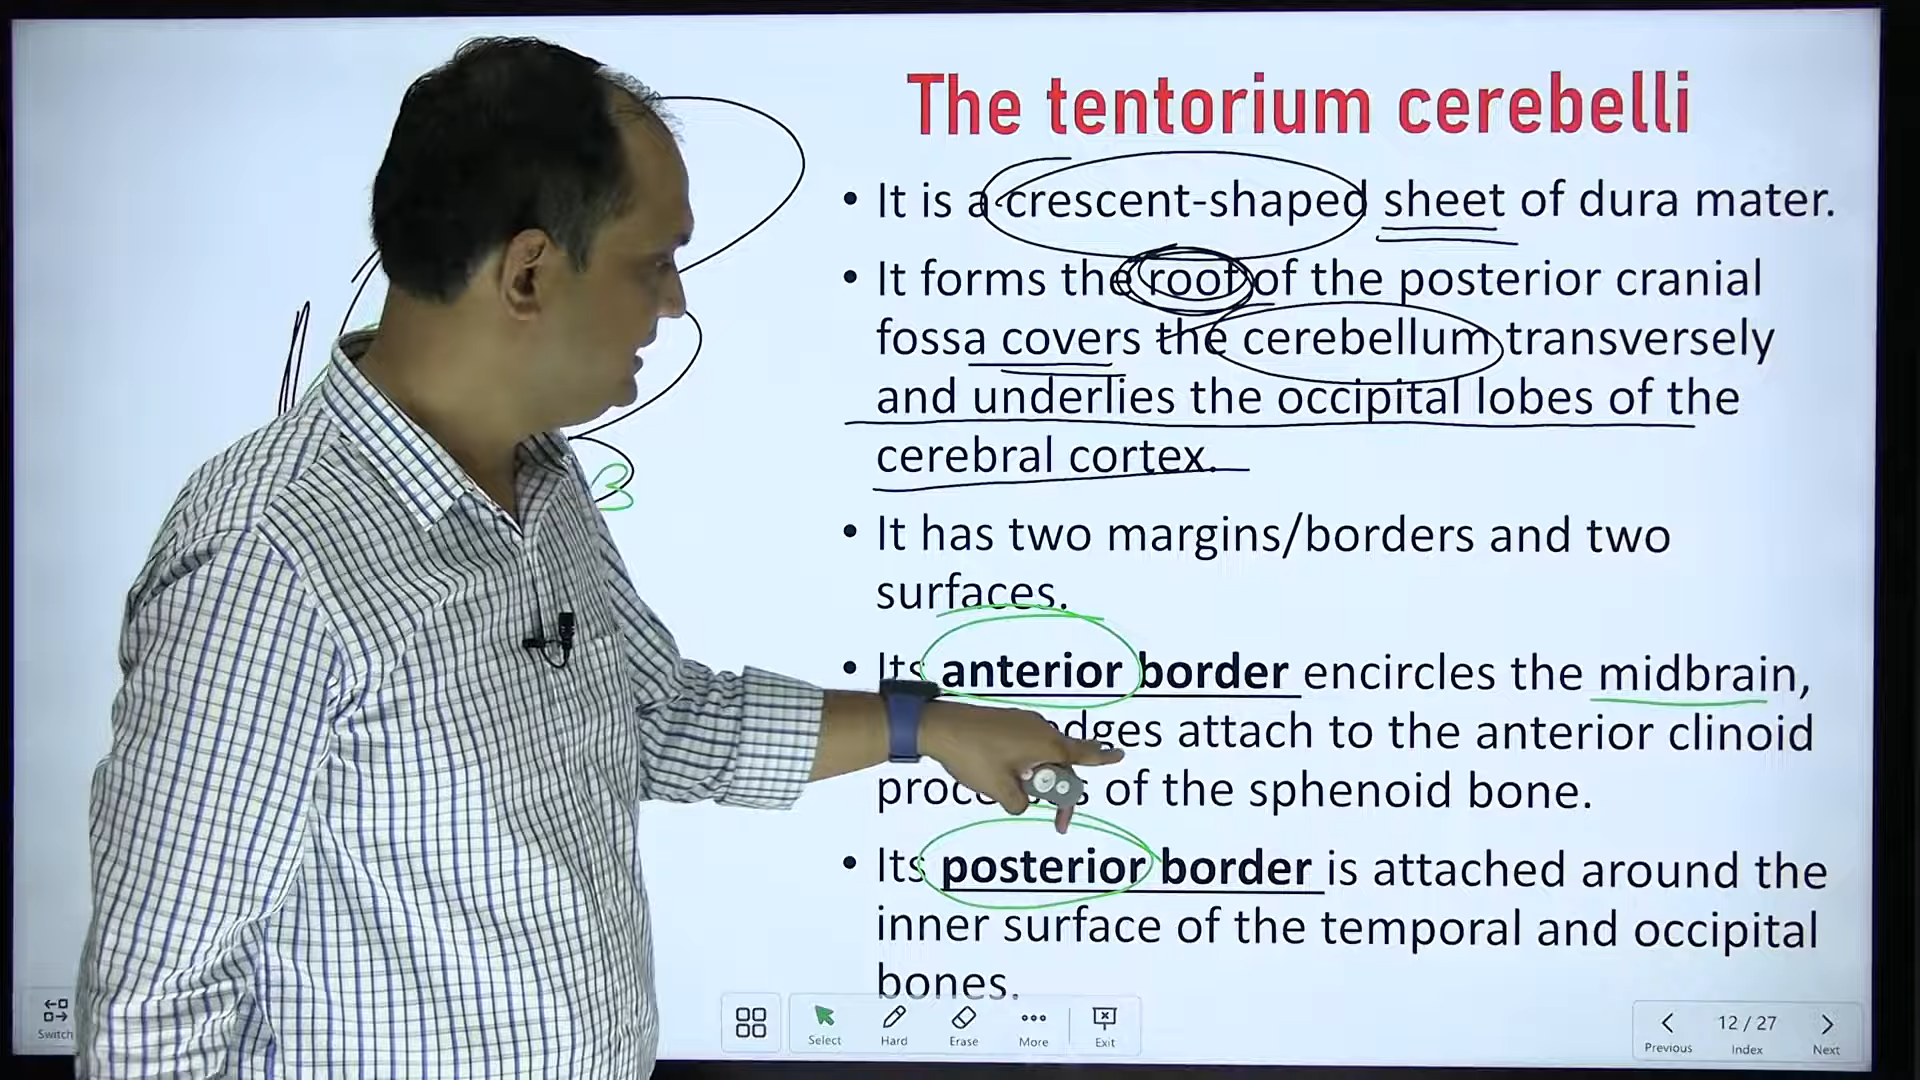 The tentorium cerebelli
• It is a crescent-shaped sheet of dura mater.
• It forms the roof of the posterior cranial
fossa covers the cerebellum transversely
and underlies the occipital lobes of the
cerebral cortex.
• It has two margins/borders and two
surfaces.
• Its anterior border encircles the midbrain,
attach to the anterior clinoid
of the sphenoid bone.
• Its posterior border is attached around the
inner surface of the temporal and occipital
bones.
Switch
Select
Hard
Erase
More
Exit
12 / 27
Previous
Index
Next